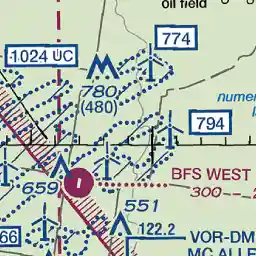 oil field
774
1024 UC
780
(480)
nume
794
BFS WEST
300
659
I
551
66
122.2
VOR-DM
MC ALLE